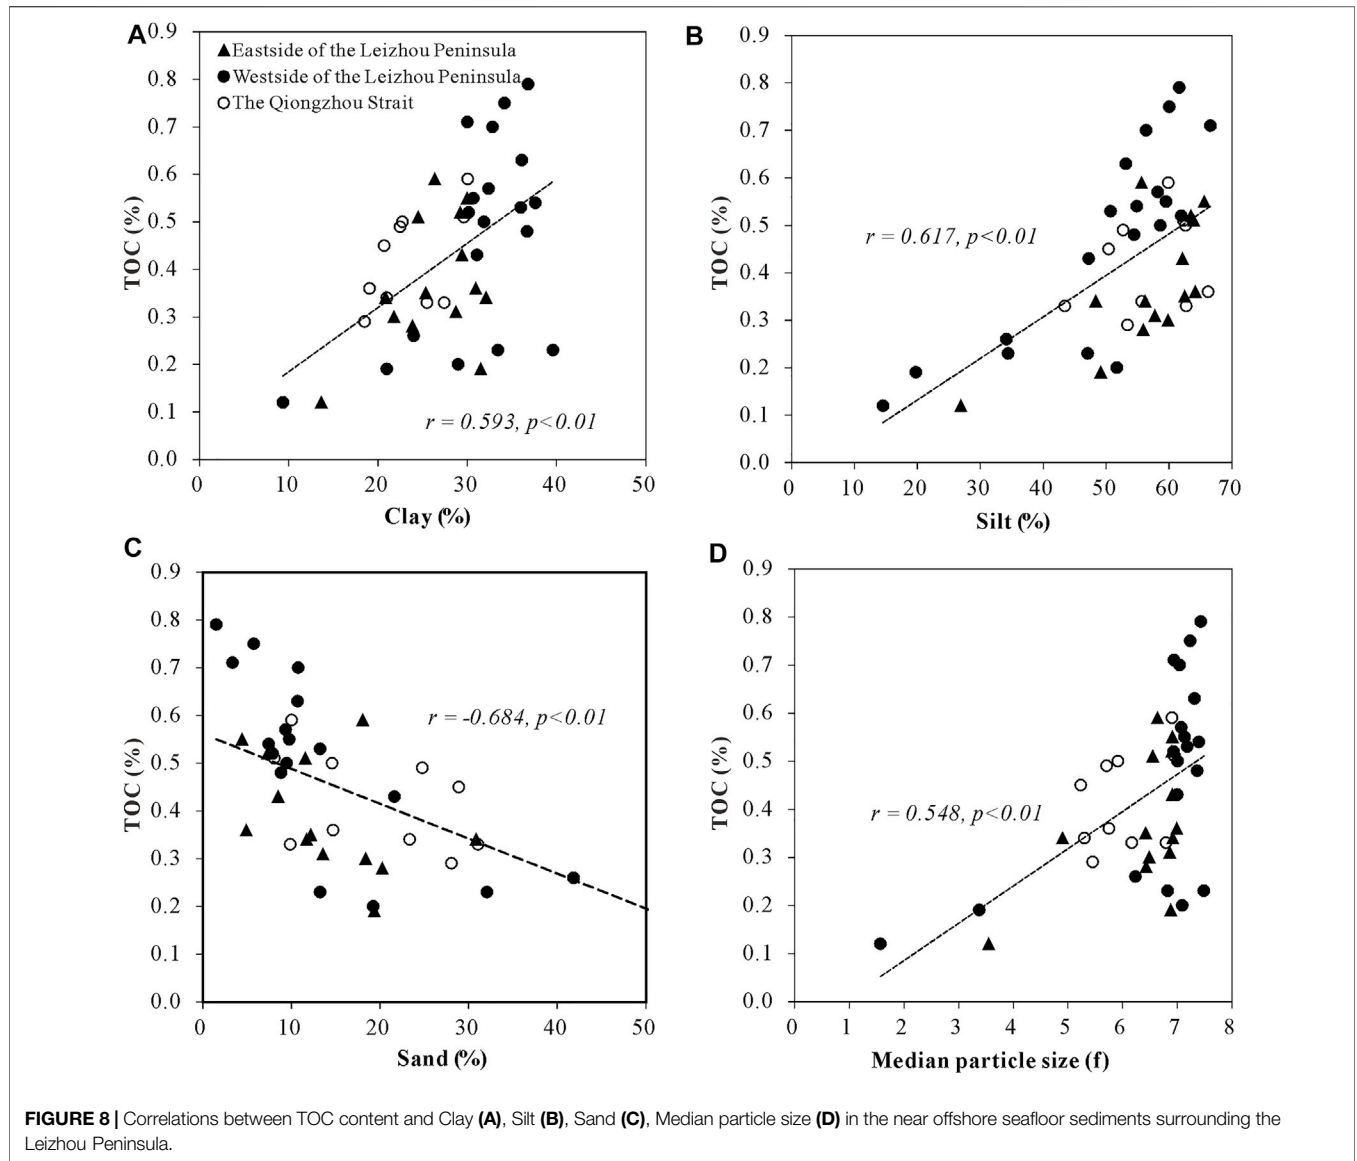 A
0.9
0.8
0.7
0.6
0.5
0.4
0.3
0.2
0.1
0.0
TOC (%)
Eastside of the Leizhou Peninsula
Westside of the Leizhou Peninsula
The Qiongzhou Strait
r = 0.593, p<0.01
0 10 20 30 40 50
Clay (%)
B
0.9
0.8
0.7
0.6
0.5
0.4
0.3
0.2
0.1
0.0
TOC (%)
r = 0.617, p<0.01
0 10 20 30 40 50 60 70
Silt (%)
C
0.9
0.8
0.7
0.6
0.5
0.4
0.3
0.2
0.1
0.0
TOC (%)
r = -0.684, p<0.01
0 10 20 30 40 50
Sand (%)
D
0.9
0.8
0.7
0.6
0.5
0.4
0.3
0.2
0.1
0.0
TOC (%)
r = 0.548, p<0.01
0 1 2 3 4 5 6 7 8
Median particle size (f)
FIGURE 8 | Correlations between TOC content and Clay (A), Silt (B), Sand (C), Median particle size (D) in the near offshore seafloor sediments surrounding the
Leizhou Peninsula.